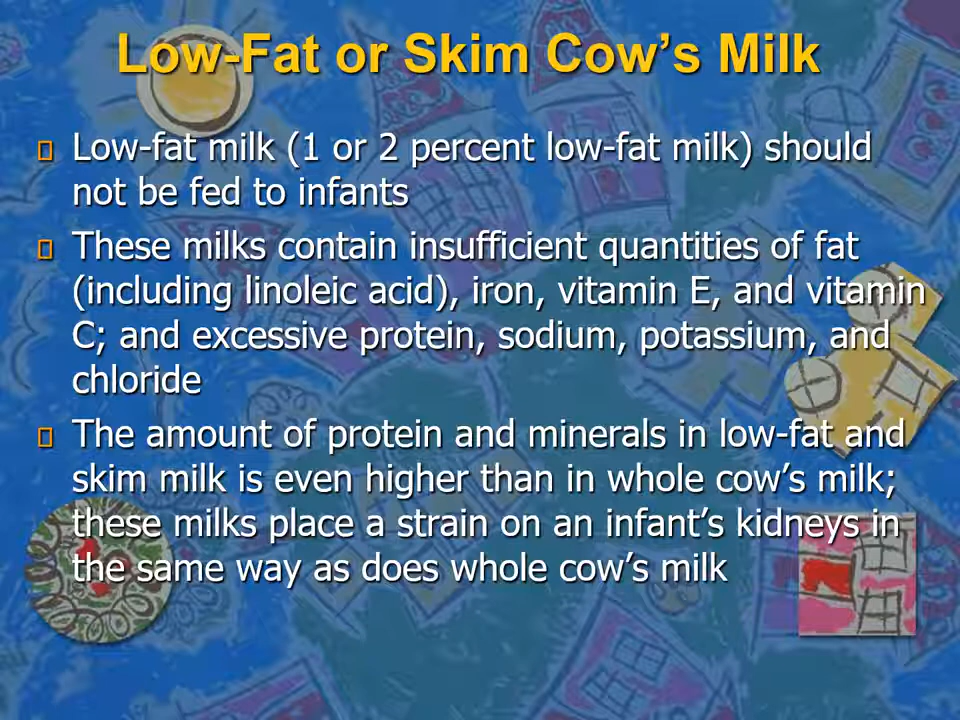 Low-Fat or Skim Cow’s Milk
Low-fat milk (1 or 2 percent low-fat milk) should
not be fed to infants
These milks contain insufficient quantities of fat
(including linoleic acid), iron, vitamin E, and vitamin
C; and excessive protein, sodium, potassium, and
chloride
The amount of protein and minerals in low-fat and
skim milk is even higher than in whole cow’s milk;
these milks place a strain on an infant’s kidneys in
the same way as does whole cow’s milk